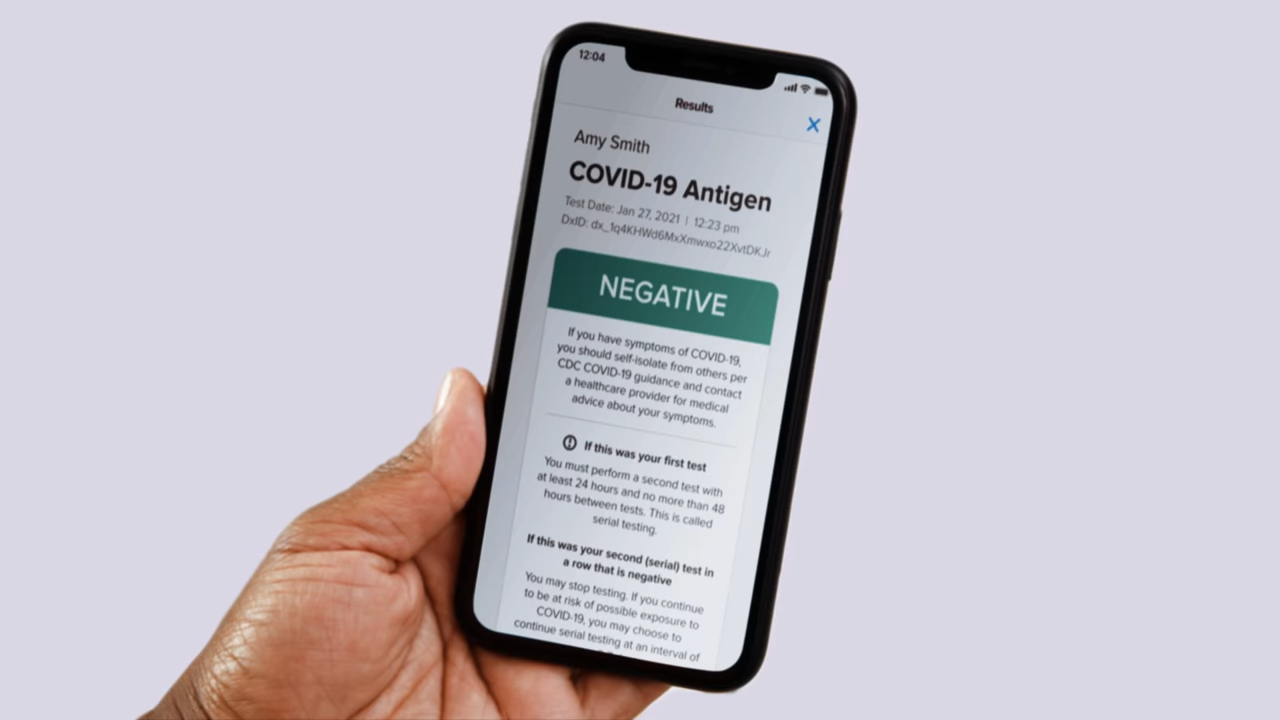 12:04
Results
Amy Smith
COVID-19 Antigen
Test Date: Jan 27, 2021 | 12:23 pm
DxID: dx_1q4KHWd6MxXmwxo22XvtDKJr
NEGATIVE
If you have symptoms of COVID-19,
you should self-isolate from others per
CDC COVID-19 guidance and contact
a healthcare provider for medical
advice about your symptoms.
If this was your first test
You must perform a second test with
at least 24 hours and no more than 48
hours between tests. This is called
serial testing.
If this was your second (serial) test in
a row that is negative
You may stop testing. If you continue
to be at risk of possible exposure to
COVID-19, you may choose to
continue serial testing at an interval of